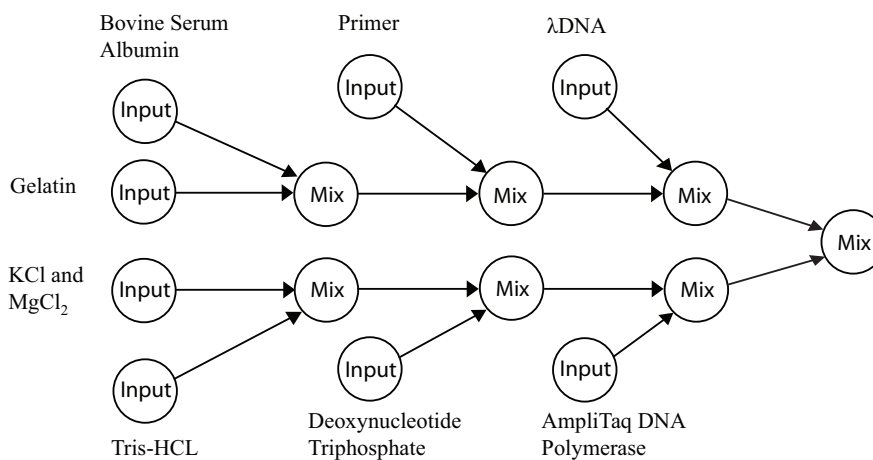 Bovine Serum
Albumin
Primer
λDNA
Input
Input
Input
Gelatin
Input
Mix
Mix
Mix
Mix
KCl and
MgCl₂
Input
Mix
Mix
Mix
Input
Input
Input
Tris-HCL
Deoxynucleotide
Triphosphate
AmpliTaq DNA
Polymerase